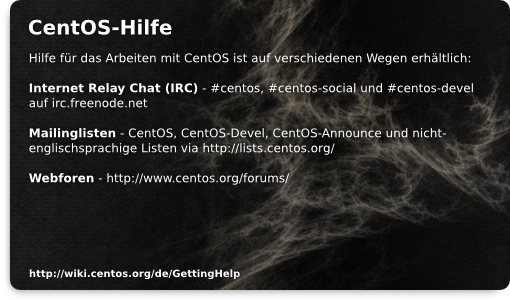 CentOS-Hilfe
Hilfe für das Arbeiten mit CentOS ist auf verschiedenen Wegen erhältlich:
Internet Relay Chat (IRC) - #centos, #centos-social und #centos-devel
auf irc.freenode.net
Mailinglisten - CentOS, CentOS-Devel, CentOS-Announce und nicht-
englischsprachige Listen via http://lists.centos.org/
Webforen - http://www.centos.org/forums/
http://wiki.centos.org/de/GettingHelp